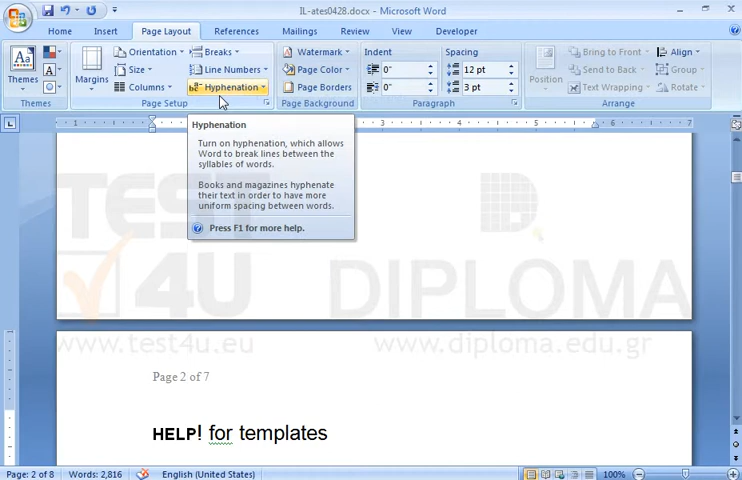 IL-ates0428.docx - Microsoft Word
Home Insert Page Layout References Mailings Review View Developer
Themes Margins Orientation Breaks Watermark Indent Spacing Position Bring to Front Align
Size Line Numbers Page Color 0" 12 pt Send to Back Group
Columns Hyphenation Page Borders 0" 3 pt Text Wrapping Rotate
Themes Page Setup Page Background Paragraph Arrange
1 3 4 5 6 7
Hyphenation
Turn on hyphenation, which allows
Word to break lines between the
syllables of words.
Books and magazines hyphenate
their text in order to have more
uniform spacing between words.
Press F1 for more help.
TEST
4U DIPLOMA
www.test4u.eu www.diploma.edu.gr
Page 2 of 7
HELP! for templates
Page: 2 of 8 Words: 2,816 English (United States) 100%